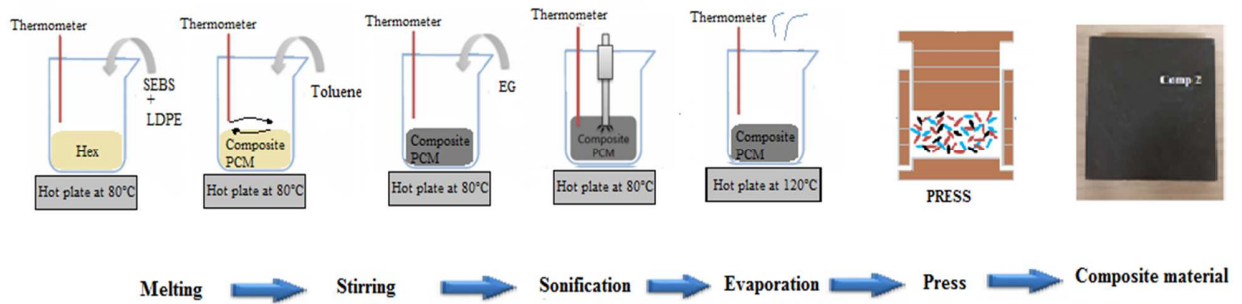 Thermometer
SEBS
+
LDPE
Hex
Hot plate at 80°C
Thermometer
Toluene
Composite
PCM
Hot plate at 80°C
Thermometer
EG
Composite
PCM
Hot plate at 80°C
Thermometer
Composite
PCM
Hot plate at 80°C
Thermometer
Composite
PCM
Hot plate at 120°C
PRESS
Comp 2
Melting
Stirring
Sonification
Evaporation
Press
Composite material